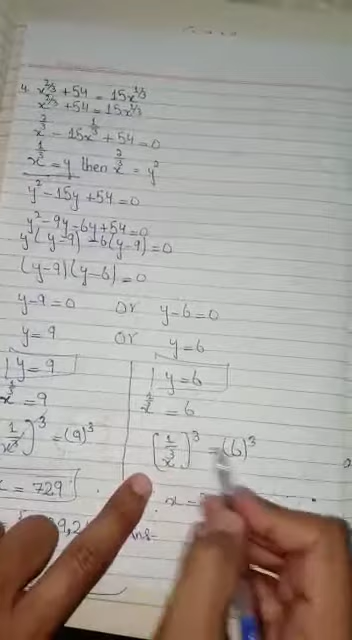 4. x^(2/3) + 54 = 15x^(1/3)
x^(2/3) + 54 = 15x^(1/3)
x^(2/3) - 15x^(1/3) + 54 = 0
x^(1/3) = y then x^(2/3) = y²
y² - 15y + 54 = 0
y² - 9y - 6y + 54 = 0
y(y-9) - 6(y-9) = 0
(y-9)(y-6) = 0
y-9=0 or y-6=0
y=9 or y=6
y=9
x^(1/3) = 9
x^(1/3)]³ = (9)³
x = 729
y=6
x^(1/3) = 6
[x^(1/3)]³ = (6)³
x =